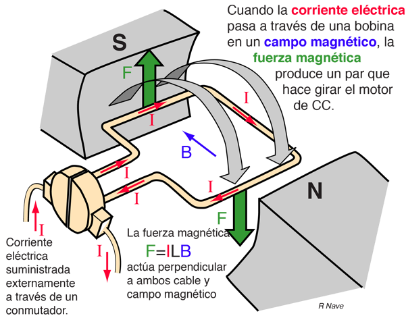 Cuando la corriente eléctrica
pasa a través de una bobina
en un campo magnético, la
fuerza magnética
produce un par que
hace girar el motor
de CC.
S
F
I
I
I
B
I
I
I
N
F
I
I
Corriente
eléctrica
suministrada
externamente
a través de un
conmutador.
La fuerza magnética
F=ILB
actúa perpendicular
a ambos cable y
campo magnético
R Nave